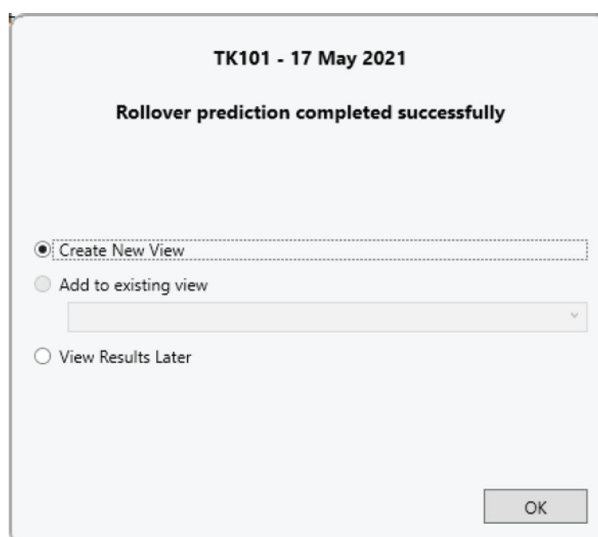 TK101 - 17 May 2021
Rollover prediction completed successfully
Create New View
Add to existing view
View Results Later
OK